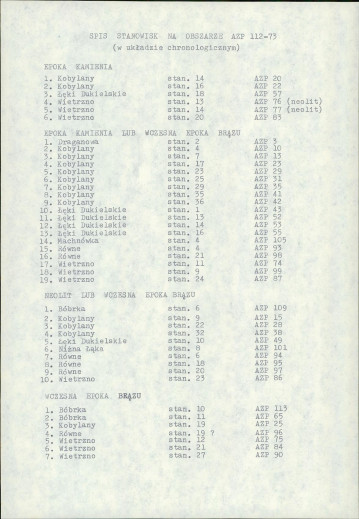 SPIS STANOWISK NA OBSZARZE AZP 112-73
(w układzie chronologicznym)
EPOKA KAMIENIA
1. Kobylany stan. 14 AZP 20
2. Kobylany stan. 16 AZP 22
3. Łęki Dukielskie stan. 18 AZP 57
4. Wietrzno stan. 13 AZP 76 (neolit)
5. Wietrzno stan. 14 AZP 77 (neolit)
6. Wietrzno stan. 20 AZP 83
EPOKA KAMIENIA LUB WCZESNA EPOKA BRĄZU
1. Draganowa stan. 2 AZP 3
2. Kobylany stan. 4 AZP 10
3. Kobylany stan. 7 AZP 13
4. Kobylany stan. 17 AZP 23
5. Kobylany stan. 23 AZP 29
6. Kobylany stan. 25 AZP 31
7. Kobylany stan. 29 AZP 35
8. Kobylany stan. 35 AZP 41
9. Kobylany stan. 36 AZP 42
10. Łęki Dukielskie stan. 1 AZP 43
11. Łęki Dukielskie stan. 13 AZP 52
12. Łęki Dukielskie stan. 14 AZP 53
13. Łęki Dukielskie stan. 16 AZP 55
14. Machnówka stan. 4 AZP 103
15. Równe stan. 4 AZP 93
16. Równe stan. 21 AZP 98
17. Wietrzno stan. 11 AZP 74
18. Wietrzno stan. 9 AZP 99
19. Wietrzno stan. 24 AZP 87
NEOLIT LUB WCZESNA EPOKA BRĄZU
1. Bóbrka stan. 6 AZP 109
2. Kobylany stan. 9 AZP 15
3. Kobylany stan. 22 AZP 28
4. Kobylany stan. 32 AZP 38
5. Łęki Dukielskie stan. 10 AZP 49
6. Niżna Łąka stan. 8 AZP 101
7. Równe stan. 6 AZP 94
8. Równe stan. 18 AZP 95
9. Równe stan. 20 AZP 97
10. Wietrzno stan. 23 AZP 86
WCZESNA EPOKA BRĄZU
1. Bóbrka stan. 10 AZP 113
2. Bóbrka stan. 11 AZP 65
3. Kobylany stan. 19 AZP 25
4. Równe stan. 19 ? AZP 96
5. Wietrzno stan. 12 AZP 75
6. Wietrzno stan. 21 AZP 84
7. Wietrzno stan. 27 AZP 90